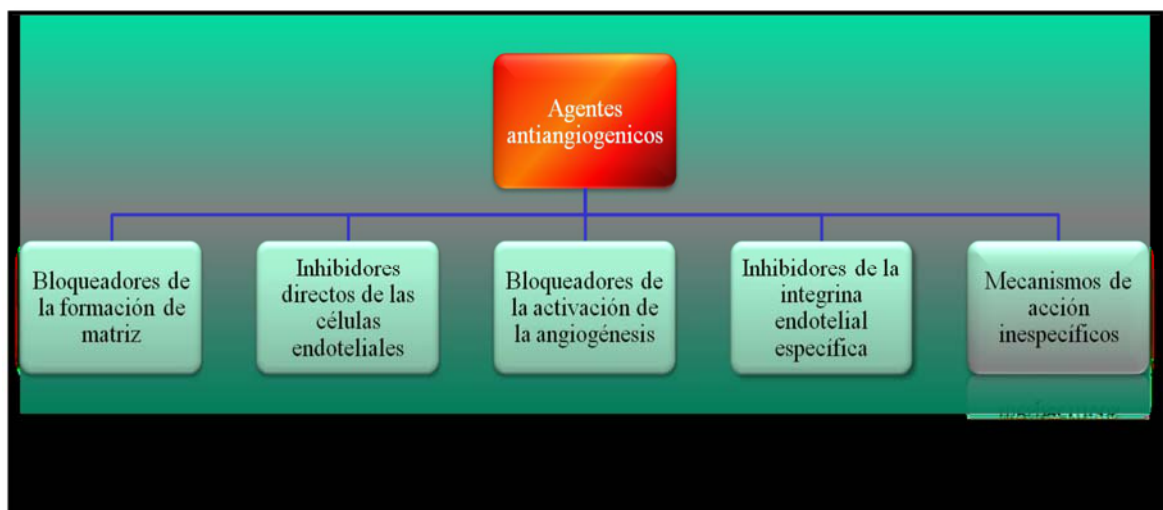 Agentes
antiangiogenicos
Bloqueadores de
la formación de
matriz
Inhibidores
directos de las
células
endoteliales
Bloqueadores de
la activación de
la angiogénesis
Inhibidores de la
integrina
endotelial
específica
Mecanismos de
acción
inespecíficos